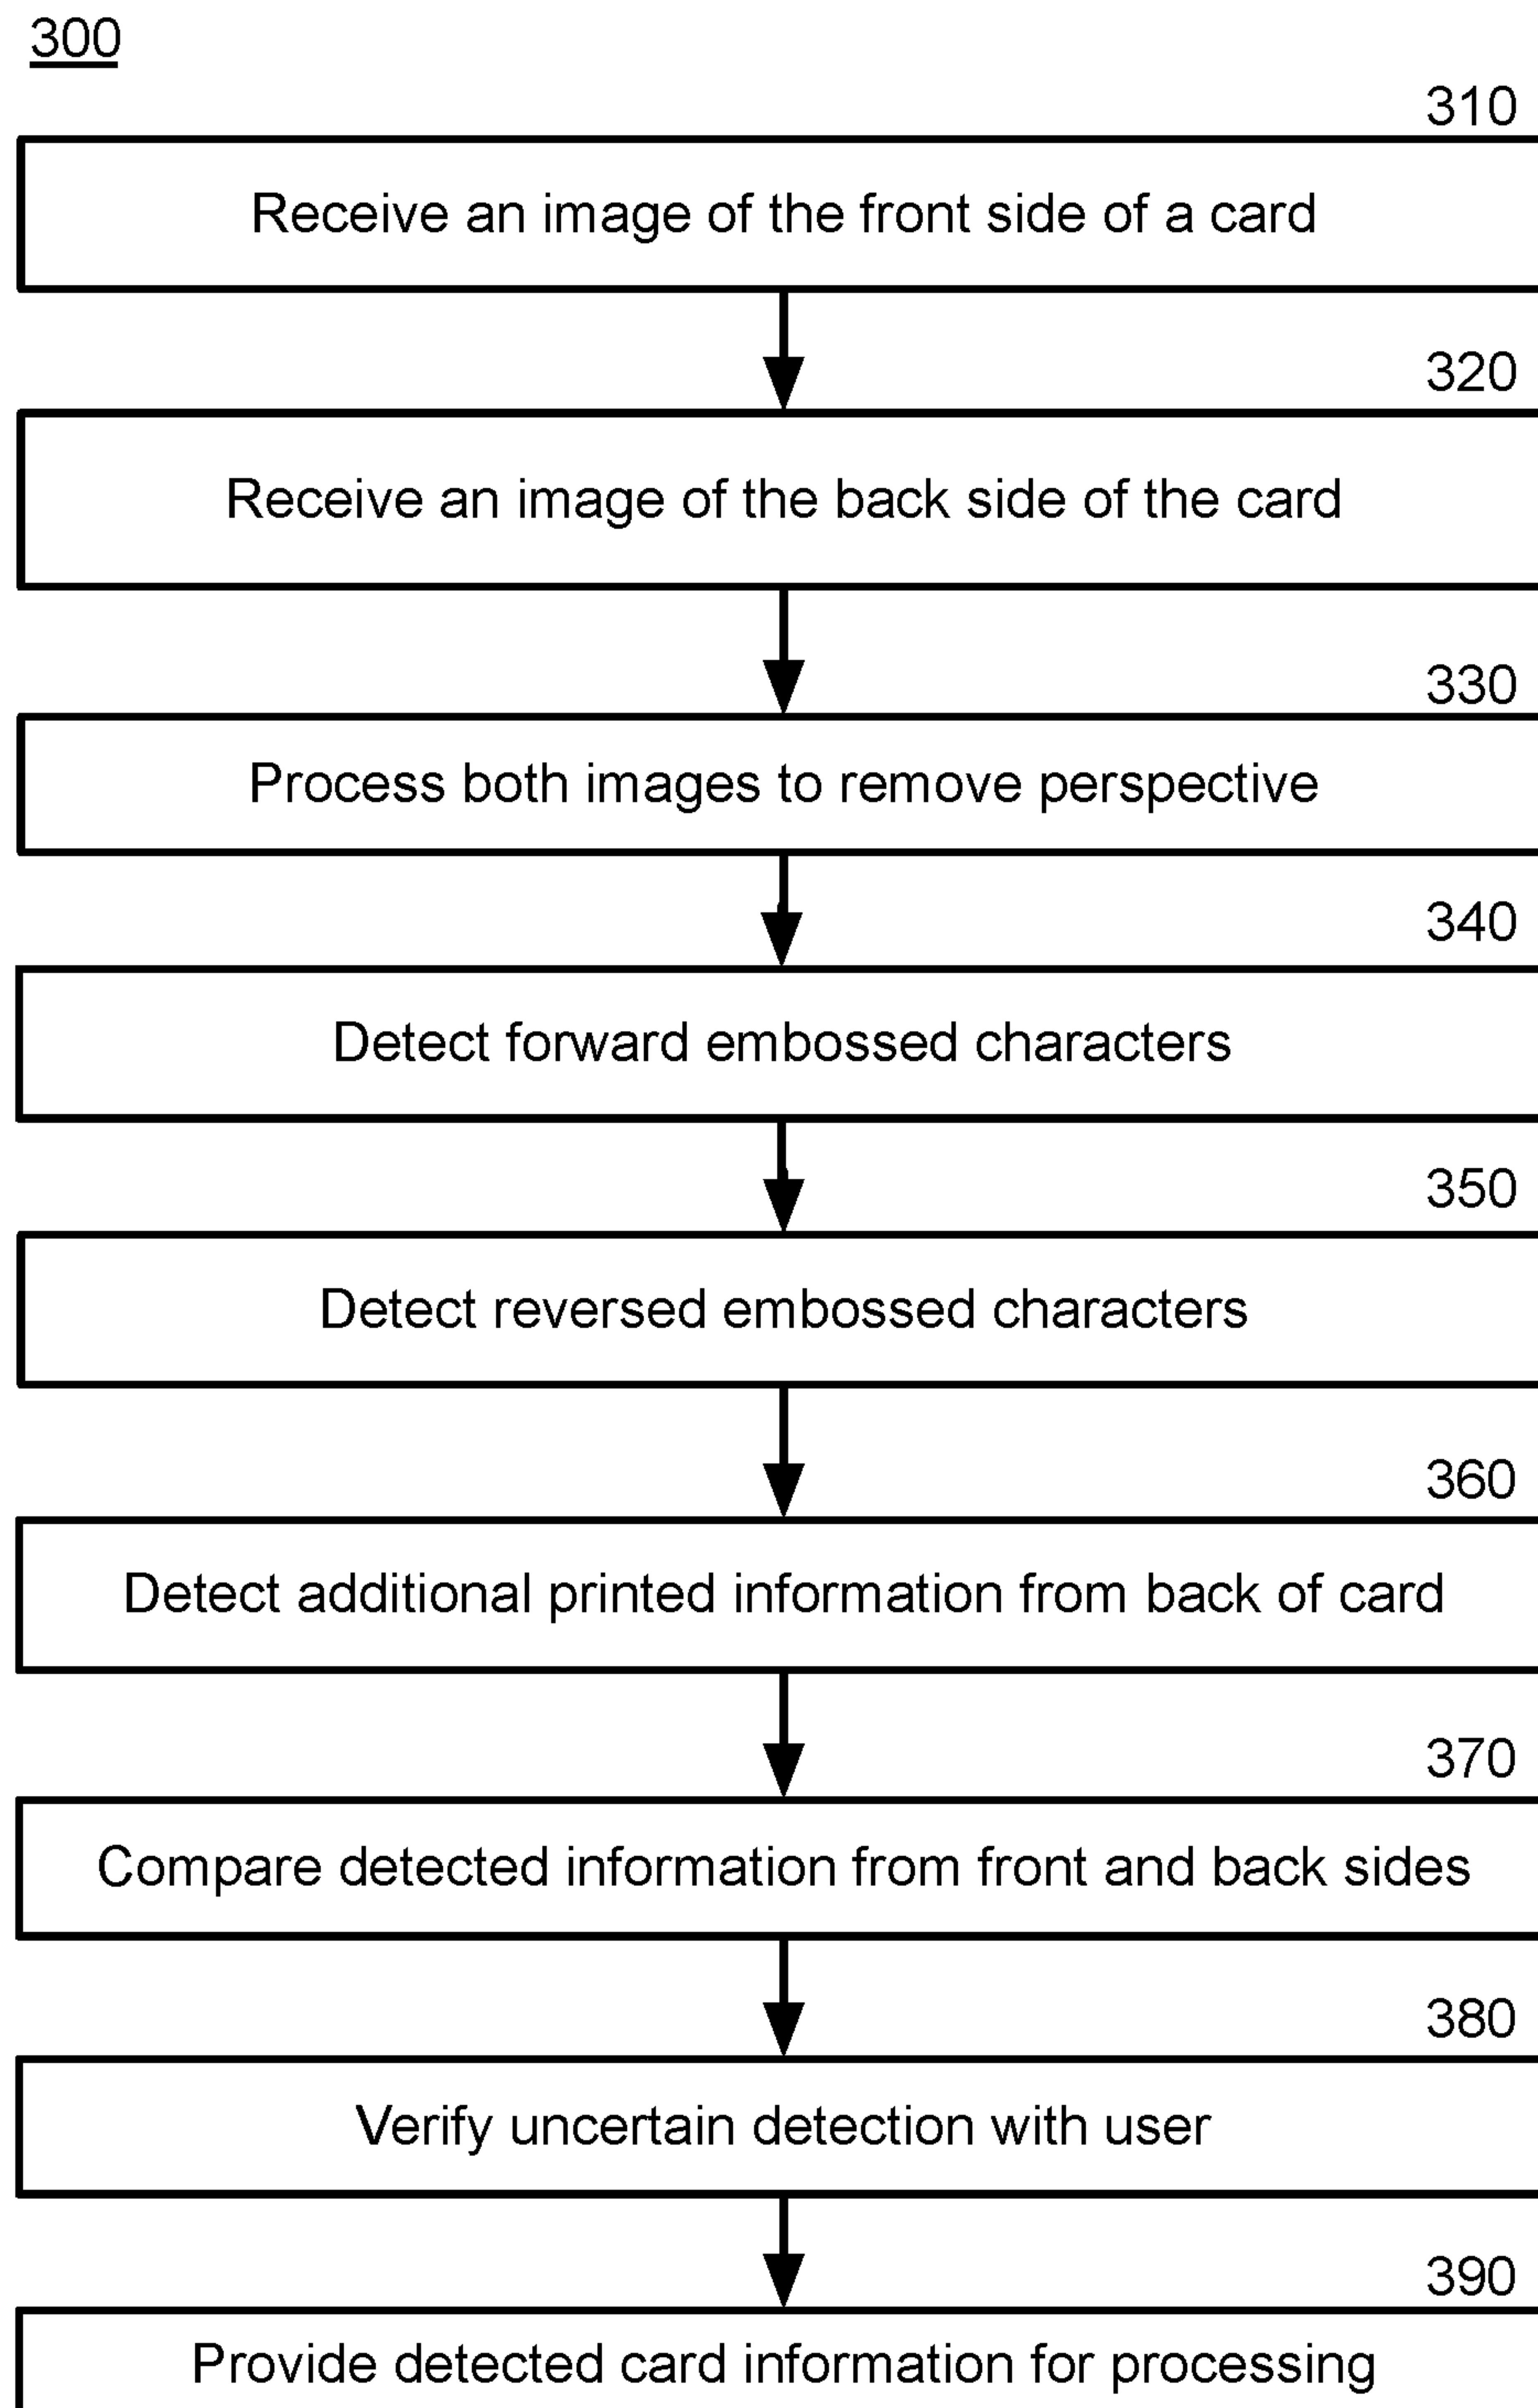 300
310
Receive an image of the front side of a card
320
Receive an image of the back side of the card
330
Process both images to remove perspective
340
Detect forward embossed characters
350
Detect reversed embossed characters
360
Detect additional printed information from back of card
370
Compare detected information from front and back sides
380
Verify uncertain detection with user
390
Provide detected card information for processing